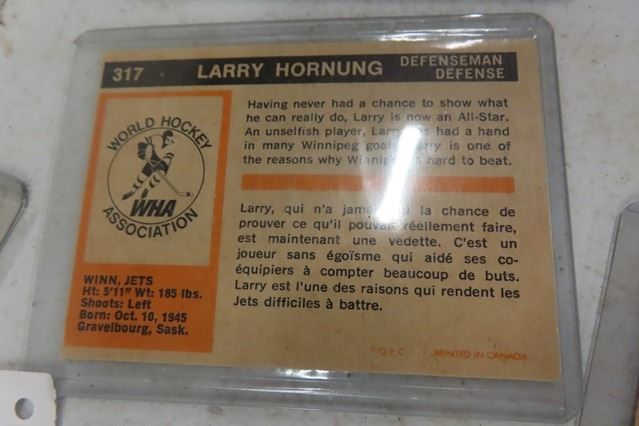 317 LARRY HORNUNG DEFENSEMAN
DEFENSE
WORLD HOCKEY
WHA
ASSOCIATION
WINN. JETS
Ht: 5'11" Wt: 185 lbs.
Shoots: Left
Born: Oct. 10, 1945
Gravelbourg, Sask.
Having never had a chance to show what
he can really do, Larry is now an All-Star.
An unselfish player, has had a hand
in many Winnipeg Larry is one of
the reasons why is hard to beat.
Larry, qui n'a la chance de
prouver ce qu'il réellement faire,
est maintenant une vedette. C'est un
joueur sans égoïsme qui aidé ses co-
équipiers à compter beaucoup de buts.
Larry est l'une des raisons qui rendent les
Jets difficiles à battre.
© O.P.C. PRINTED IN CANADA